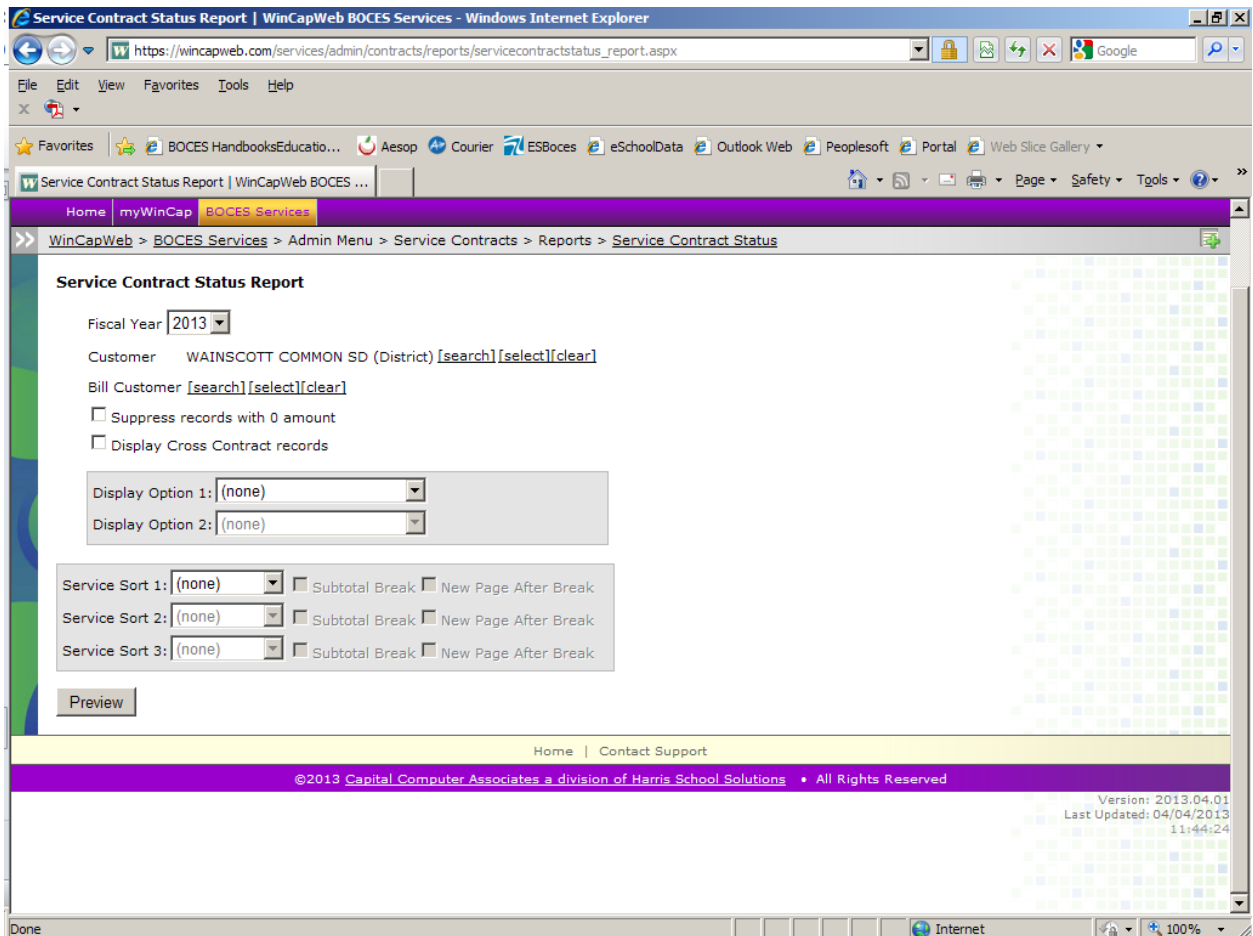 Service Contract Status Report | WinCapWeb BOCES Services - Windows Internet Explorer
https://wincapweb.com/services/admin/contracts/reports/servicecontractstatus_report.aspx Google
File Edit View Favorites Tools Help
x
Favorites BOCES HandbooksEducatio... Aesop Courier ESBoces eSchoolData Outlook Web Peoplesoft Portal Web Slice Gallery
Service Contract Status Report | WinCapWeb BOCES ... Page Safety Tools »
Home myWinCap BOCES Services
>> WinCapWeb > BOCES Services > Admin Menu > Service Contracts > Reports > Service Contract Status
Service Contract Status Report
Fiscal Year 2013
Customer WAINSCOTT COMMON SD (District) [search] [select][clear]
Bill Customer [search] [select][clear]
Suppress records with 0 amount
Display Cross Contract records
Display Option 1: (none)
Display Option 2: (none)
Service Sort 1: (none) Subtotal Break New Page After Break
Service Sort 2: (none) Subtotal Break New Page After Break
Service Sort 3: (none) Subtotal Break New Page After Break
Preview
Home | Contact Support
©2013 Capital Computer Associates a division of Harris School Solutions • All Rights Reserved
Version: 2013.04.01
Last Updated: 04/04/2013
11:44:24
Done Internet 100%